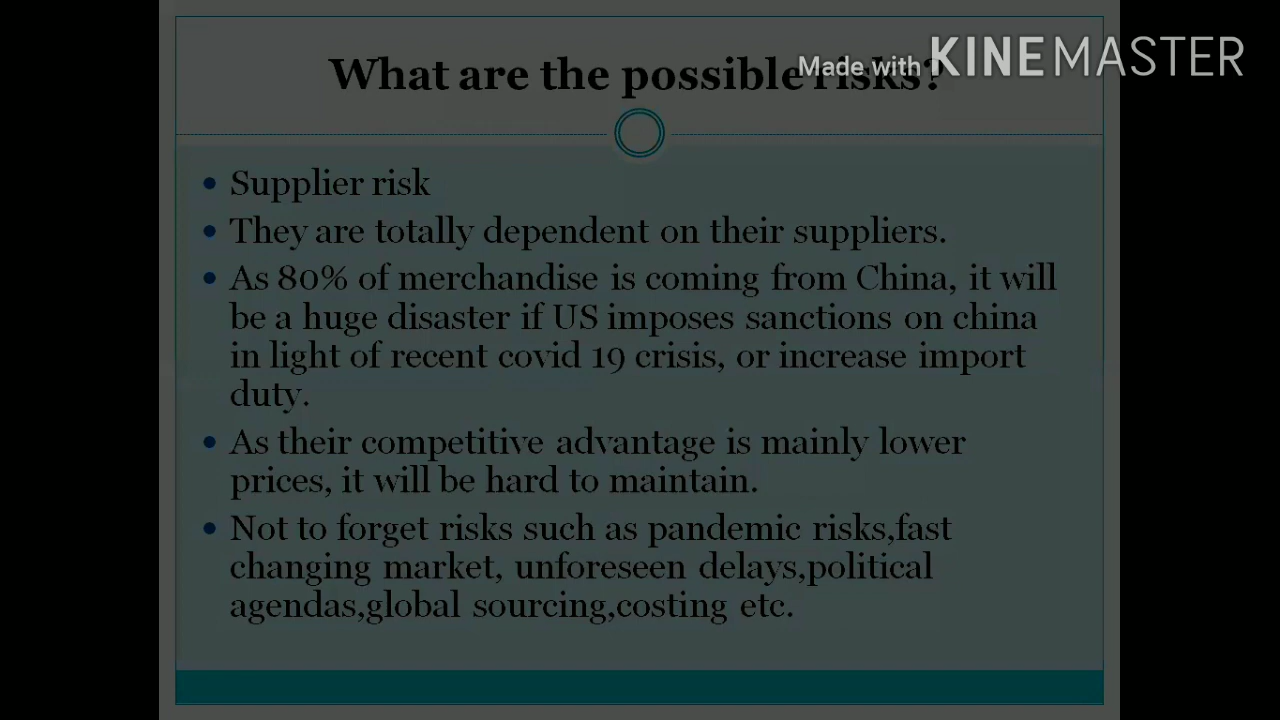 What are the possible risks?
Made with KINEMASTER
Supplier risk
They are totally dependent on their suppliers.
As 80% of merchandise is coming from China, it will
be a huge disaster if US imposes sanctions on china
in light of recent covid 19 crisis, or increase import
duty.
As their competitive advantage is mainly lower
prices, it will be hard to maintain.
Not to forget risks such as pandemic risks,fast
changing market, unforeseen delays,political
agendas,global sourcing,costing etc.